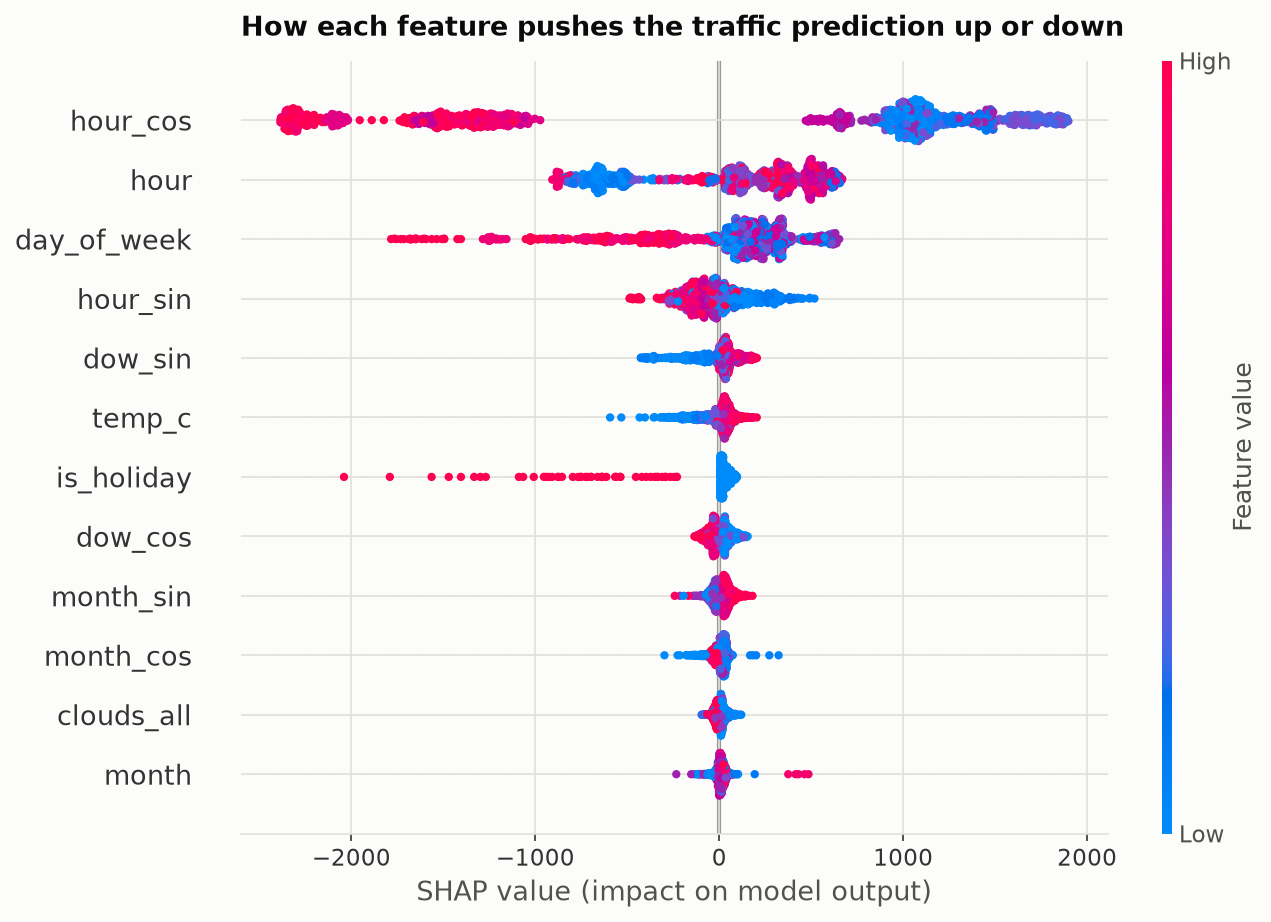 How each feature pushes the traffic prediction up or down
High
hour_cos
hour
day_of_week
hour_sin
dow_sin
temp_c
is_holiday
dow_cos
month_sin
month_cos
clouds_all
month
Feature value
Low
−2000
−1000
0
1000
2000
SHAP value (impact on model output)